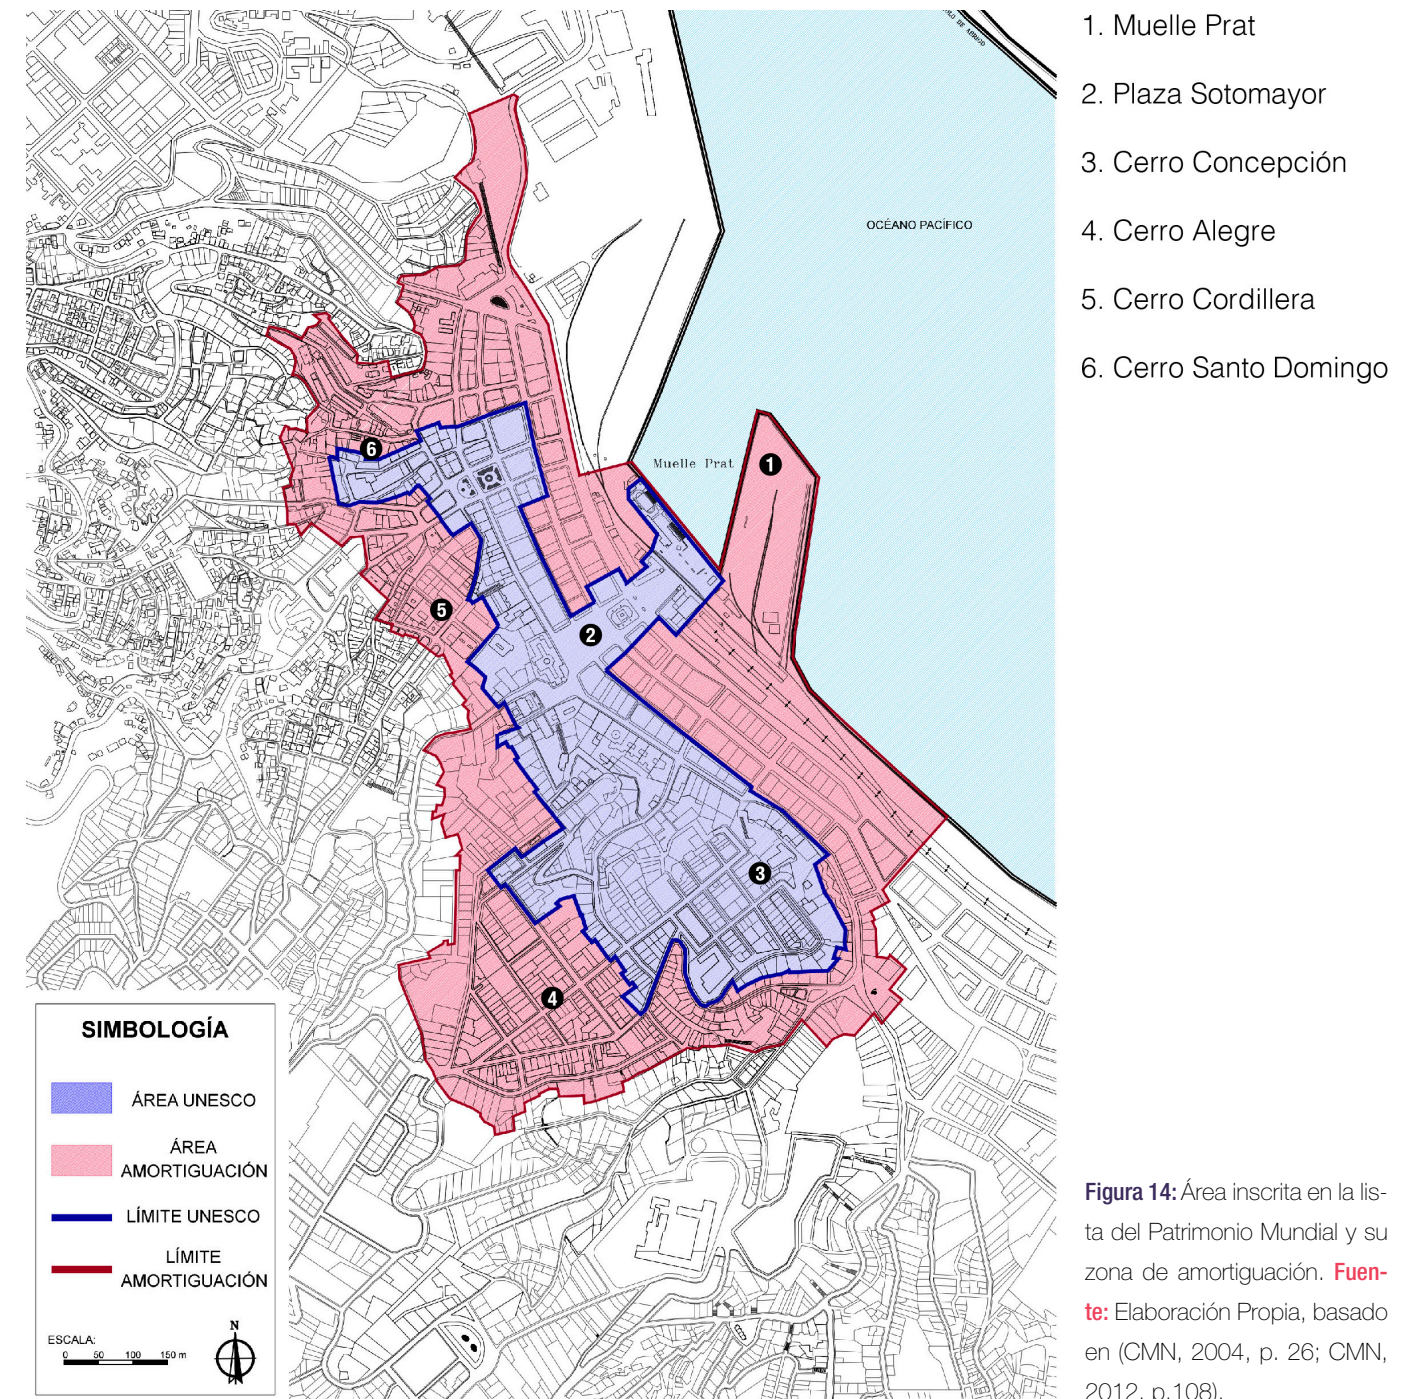 1. Muelle Prat
2. Plaza Sotomayor
3. Cerro Concepción
4. Cerro Alegre
5. Cerro Cordillera
6. Cerro Santo Domingo
OCÉANO PACÍFICO
Muelle Prat
1
6
5
2
3
4
SIMBOLOGÍA
ÁREA UNESCO
ÁREA
AMORTIGUACIÓN
LÍMITE UNESCO
LÍMITE
AMORTIGUACIÓN
ESCALA:
0 50 100 150 m
N
Figura 14: Área inscrita en la lis-
ta del Patrimonio Mundial y su
zona de amortiguación. Fuen-
te: Elaboración Propia, basado
en (CMN, 2004, p. 26; CMN,
2012, p.108).